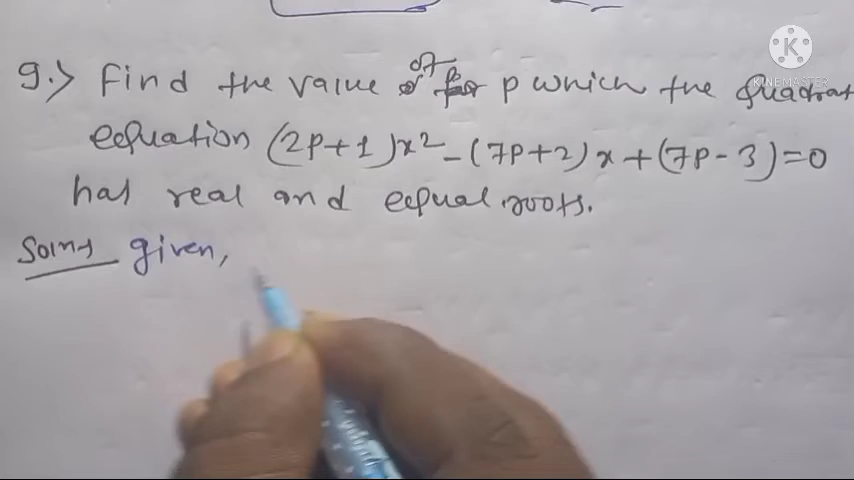 K
KINEMASTER
9.> Find the value of p which the quadrat
equation (2p+1)x² - (7p+2)x + (7p-3) = 0
has real and equal roots.
Soln> given,